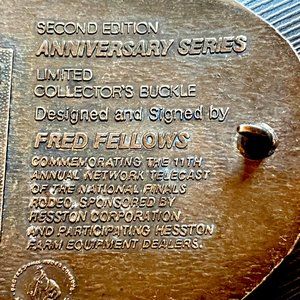 SECOND EDITION
ANNIVERSARY SERIES
LIMITED
COLLECTOR'S BUCKLE
Designed and Signed by
FRED FELLOWS
COMMEMORATING THE 11TH
ANNUAL NETWORK TELECAST
OF THE NATIONAL FINALS
RODEO, SPONSORED BY
HESSTON CORPORATION
AND PARTICIPATING HESSTON
FARM EQUIPMENT DEALERS.